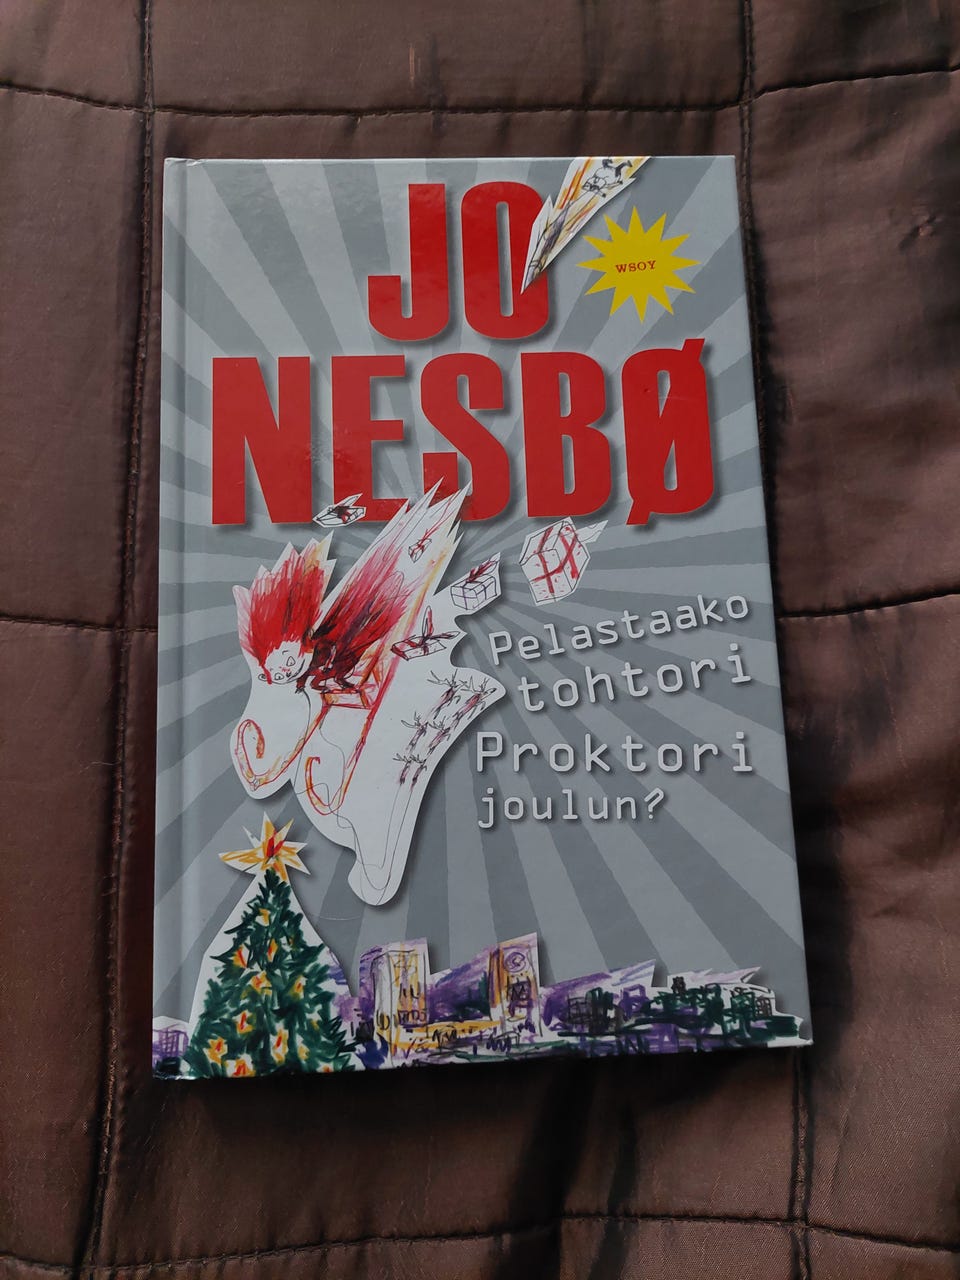 JO
NESBØ
WSOY
Pelastaako
tohtori
Proktori
joulun?